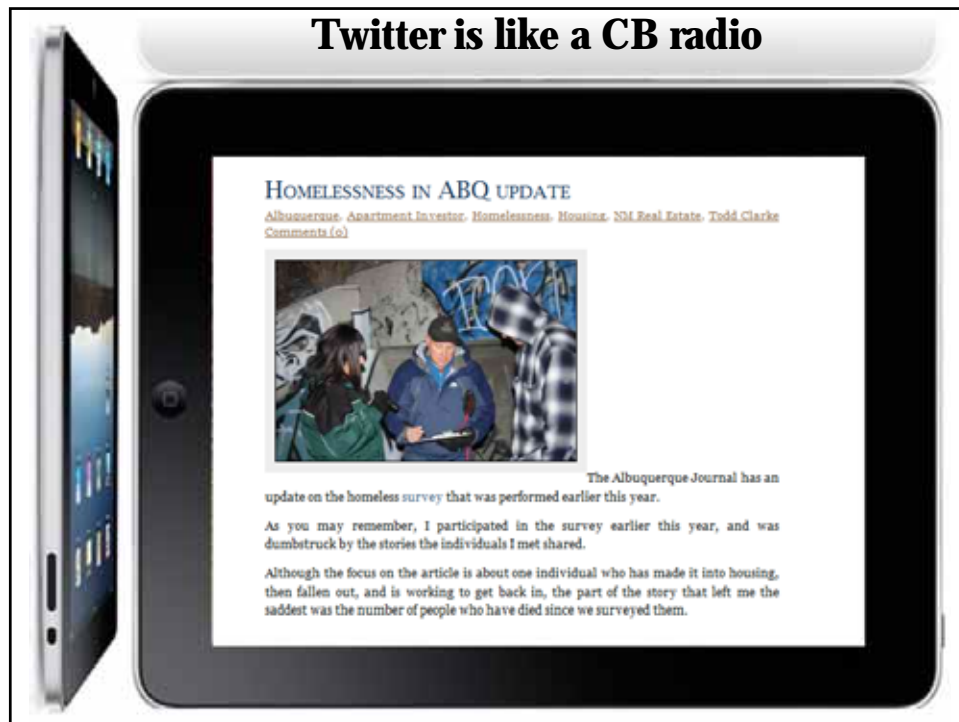 Twitter is like a CB radio
HOMELESSNESS IN ABQ UPDATE
Albuquerque, Apartment Investor, Homelessness, Housing, NM Real Estate, Todd Clarke
Comments (0)
The Albuquerque Journal has an
update on the homeless survey that was performed earlier this year.
As you may remember, I participated in the survey earlier this year, and was
dumbstruck by the stories the individuals I met shared.
Although the focus on the article is about one individual who has made it into housing,
then fallen out, and is working to get back in, the part of the story that left me the
saddest was the number of people who have died since we surveyed them.